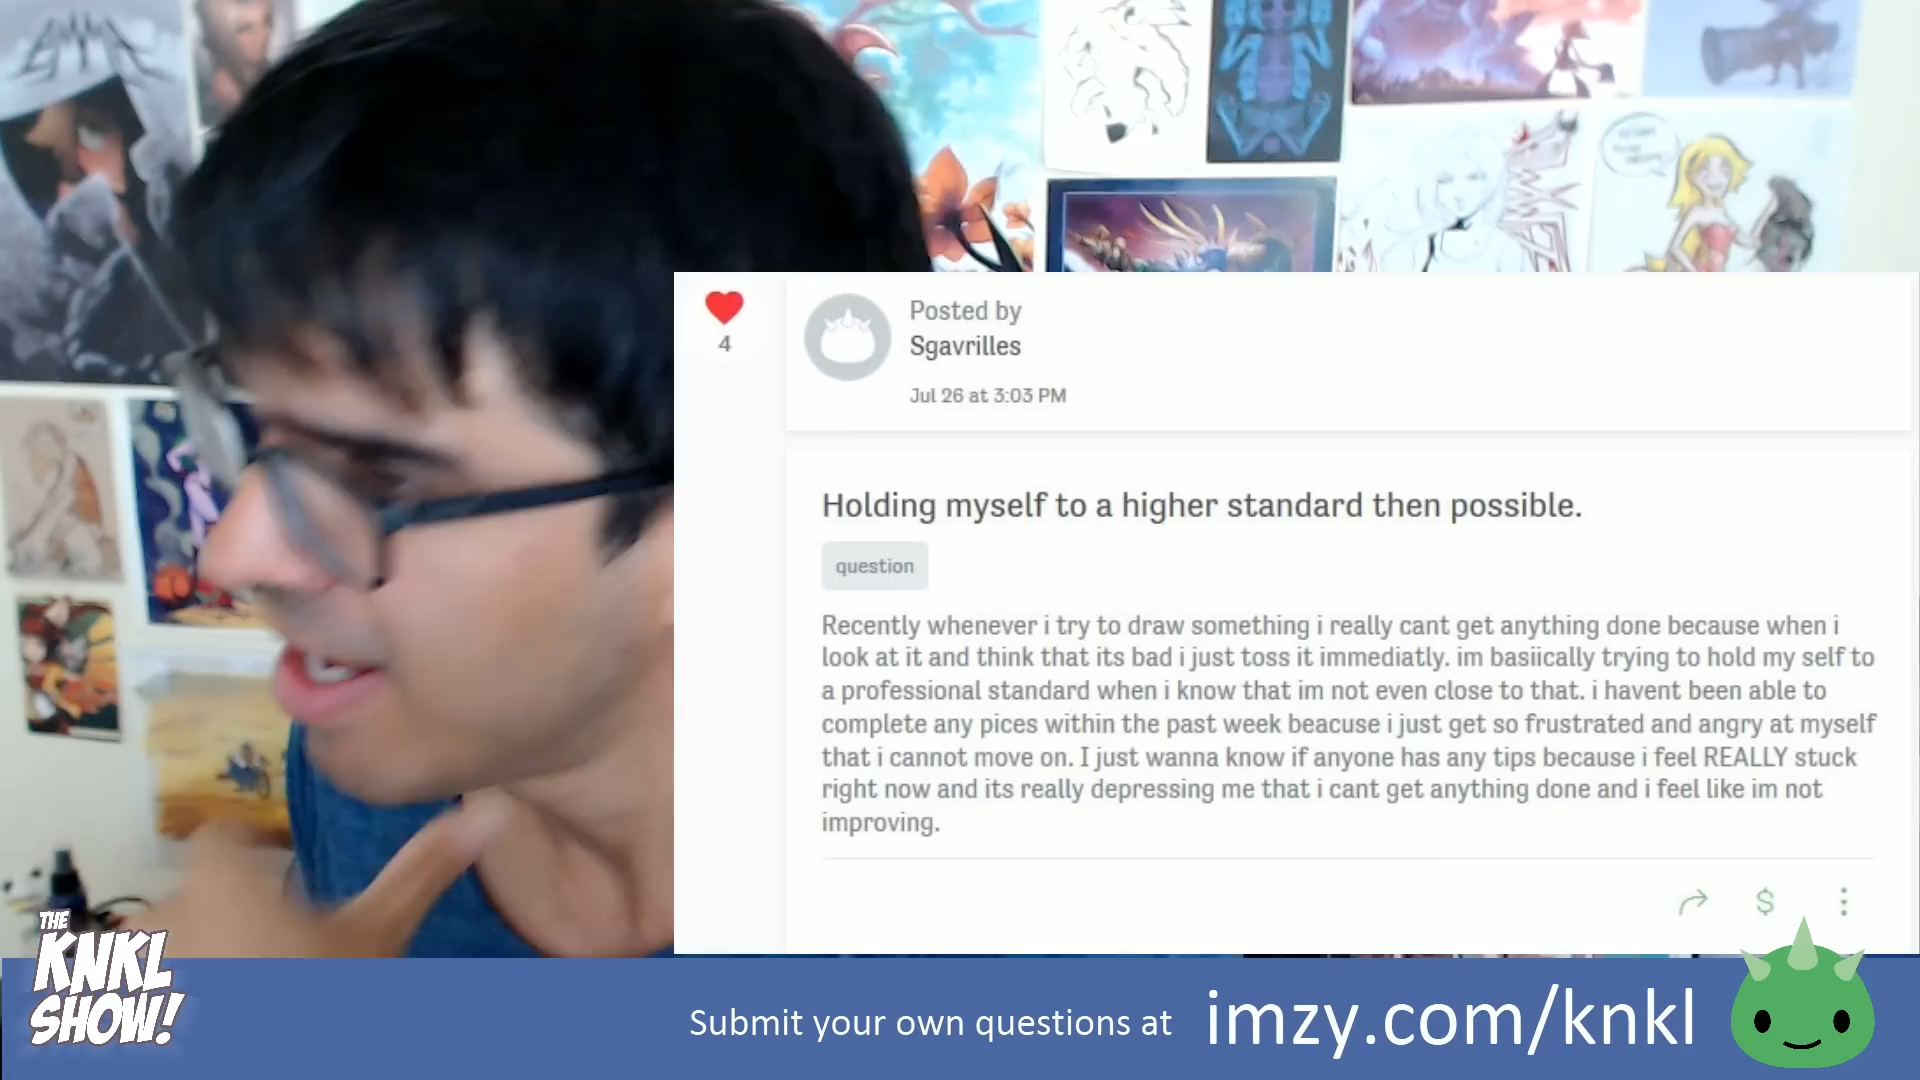 4
Posted by
Sgavrilles
Jul 26 at 3:03 PM
Holding myself to a higher standard then possible.
question
Recently whenever i try to draw something i really cant get anything done because when i
look at it and think that its bad i just toss it immediatly. im basiically trying to hold my self to
a professional standard when i know that im not even close to that. i havent been able to
complete any pices within the past week beacuse i just get so frustrated and angry at myself
that i cannot move on. I just wanna know if anyone has any tips because i feel REALLY stuck
right now and its really depressing me that i cant get anything done and i feel like im not
improving.
$
THE
KNKL
SHOW!
Submit your own questions at
imzy.com/knkl